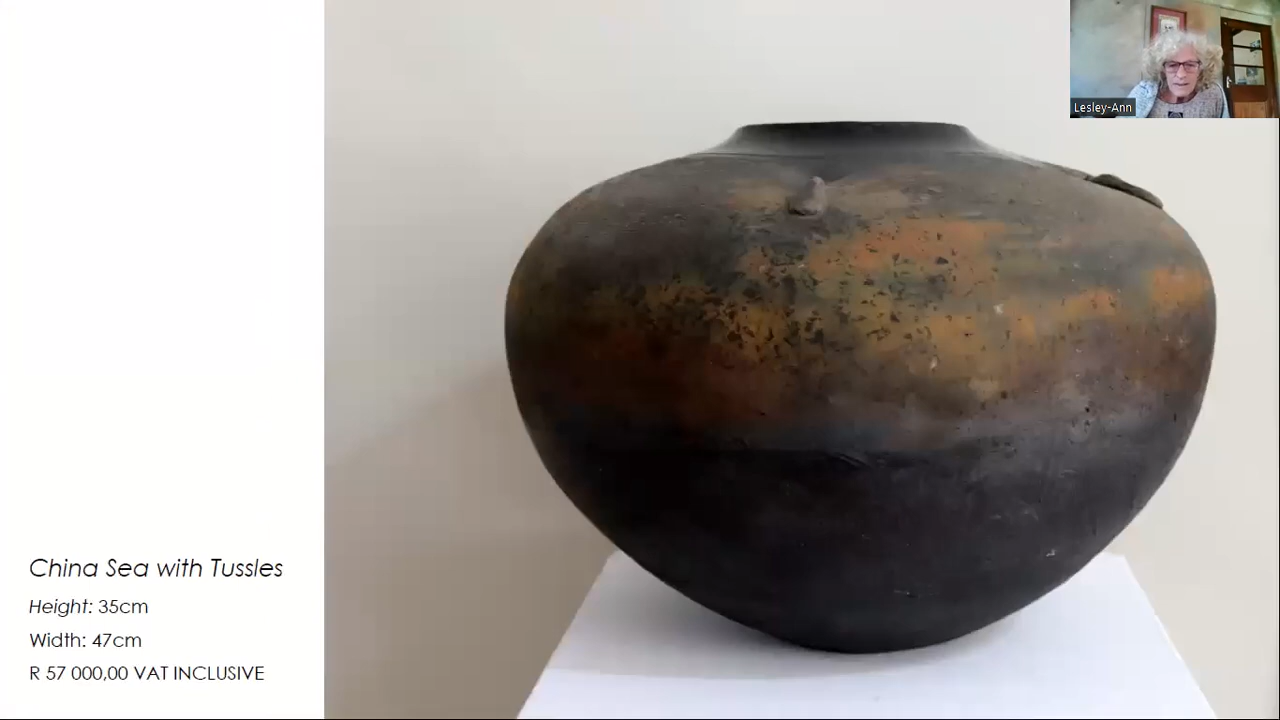 Lesley-Ann
China Sea with Tussles
Height: 35cm
Width: 47cm
R 57 000,00 VAT INCLUSIVE